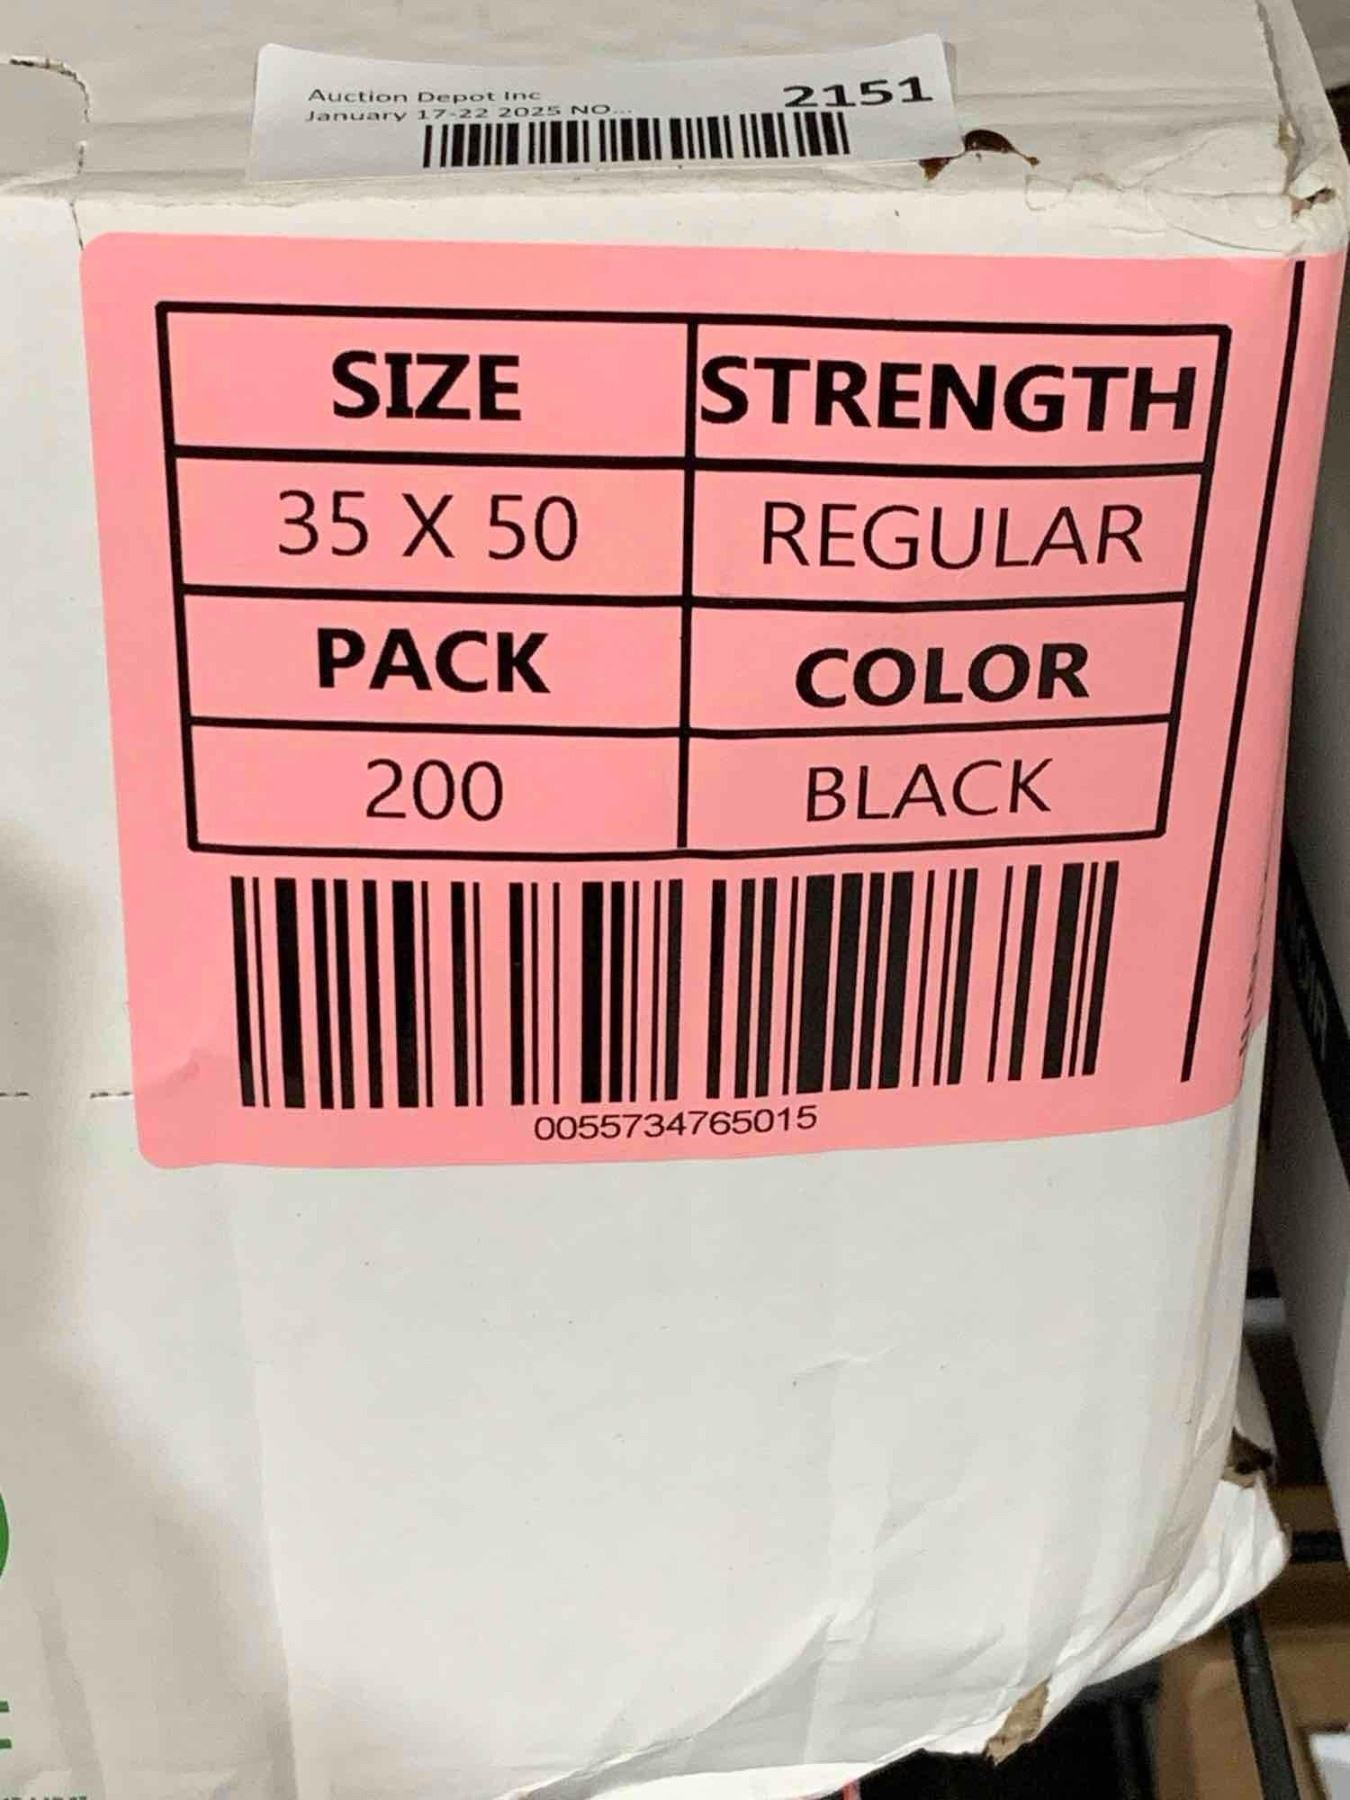 Auction Depot Inc 2151
January 17-22 2025 NO...
SIZE STRENGTH
35 X 50 REGULAR
PACK COLOR
200 BLACK
0055734765015